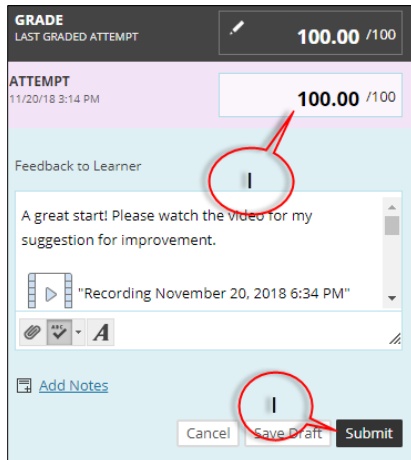 GRADE
LAST GRADED ATTEMPT
100.00 /100
ATTEMPT
11/20/18 3:14 PM
100.00 /100
Feedback to Learner
I
A great start! Please watch the video for my
suggestion for improvement.
"Recording November 20, 2018 6:34 PM"
ABC
A
Add Notes
I
Cancel
Save Draft
Submit